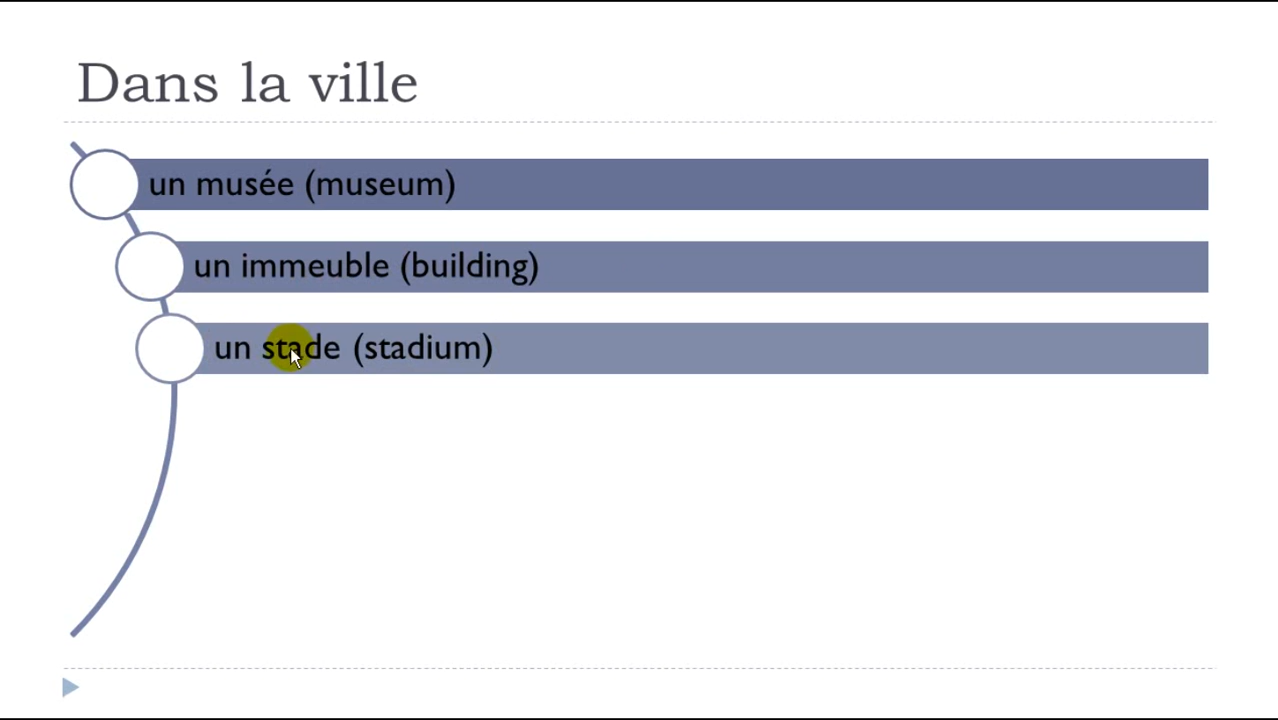 Dans la ville
un musée (museum)
un immeuble (building)
un stade (stadium)